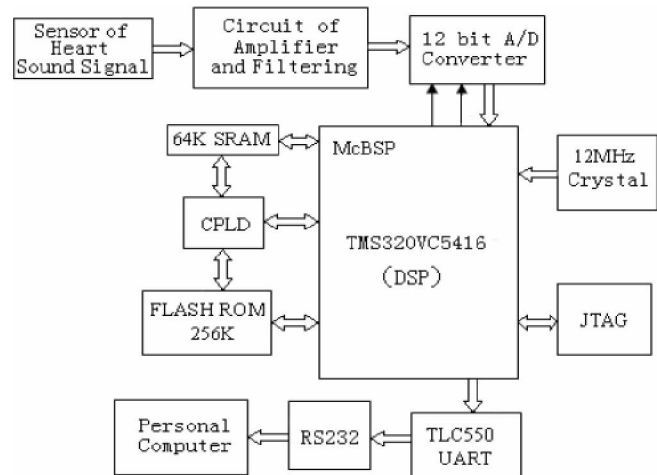 Sensor of
Heart
Sound Signal
Circuit of
Amplifier
and Filtering
12 bit A/D
Converter
64K SRAM
McBSP
12MHz
Crystal
CPLD
TMS320VC5416
(DSP)
FLASH ROM
256K
JTAG
Personal
Computer
RS232
TLC550
UART